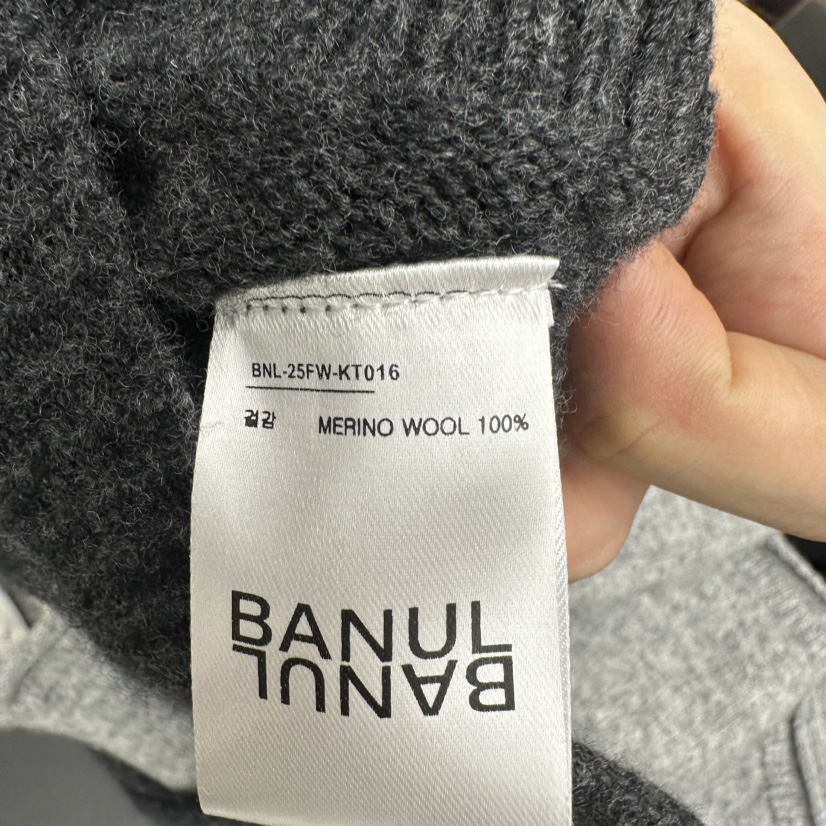 BNL-25FW-KT016
겉감 MERINO WOOL 100%
BANUL
BANUL